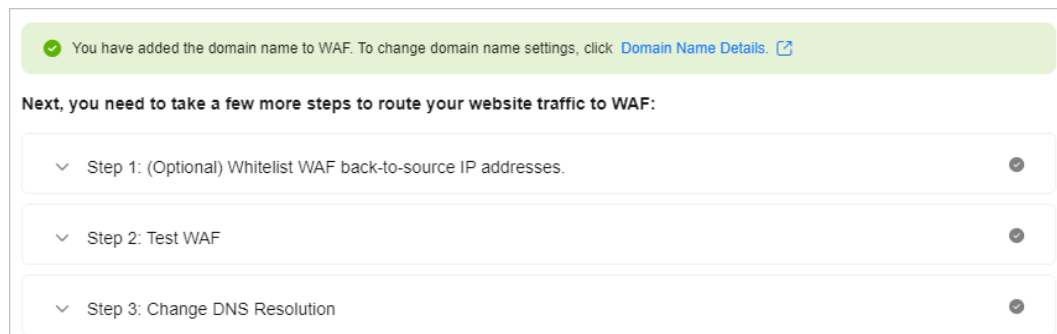 You have added the domain name to WAF. To change domain name settings, click Domain Name Details.
Next, you need to take a few more steps to route your website traffic to WAF:
Step 1: (Optional) Whitelist WAF back-to-source IP addresses.
Step 2: Test WAF
Step 3: Change DNS Resolution